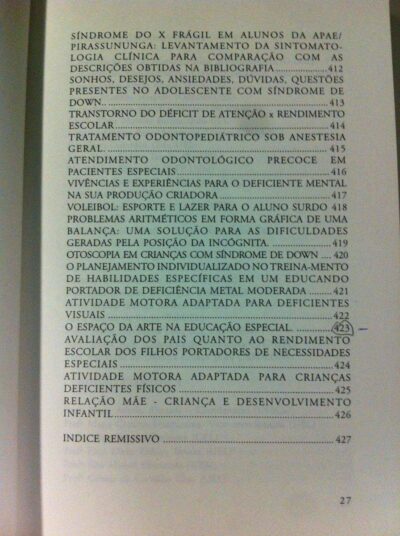 SÍNDROME DO X FRÁGIL EM ALUNOS DA APAE/
PIRASSUNUNGA: LEVANTAMENTO DA SINTOMATO-
LOGIA CLÍNICA PARA COMPARAÇÃO COM AS
DESCRIÇÕES OBTIDAS NA BIBLIOGRAFIA ................ 412
SONHOS, DESEJOS, ANSIEDADES, DÚVIDAS, QUESTÕES
PRESENTES NO ADOLESCENTE COM SÍNDROME DE
DOWN.. ................ 413
TRANSTORNO DO DÉFICIT DE ATENÇÃO x RENDIMENTO
ESCOLAR ................ 414
TRATAMENTO ODONTOPEDIÁTRICO SOB ANESTESIA
GERAL. ................ 415
ATENDIMENTO ODONTOLÓGICO PRECOCE EM
PACIENTES ESPECIAIS ................ 416
VIVÊNCIAS E EXPERIÊNCIAS PARA O DEFICIENTE MENTAL
NA SUA PRODUÇÃO CRIADORA ................ 417
VOLEIBOL: ESPORTE E LAZER PARA O ALUNO SURDO 418
PROBLEMAS ARITMÉTICOS EM FORMA GRÁFICA DE UMA
BALANÇA: UMA SOLUÇÃO PARA AS DIFICULDADES
GERADAS PELA POSIÇÃO DA INCÓGNITA. ................ 419
OTOSCOPIA EM CRIANÇAS COM SÍNDROME DE DOWN .... 420
O PLANEJAMENTO INDIVIDUALIZADO NO TREINA-MENTO
DE HABILIDADES ESPECÍFICAS EM UM EDUCANDO
PORTADOR DE DEFICIÊNCIA METAL MODERADA ........ 421
ATIVIDADE MOTORA ADAPTADA PARA DEFICIENTES
VISUAIS ................ 422
O ESPAÇO DA ARTE NA EDUCAÇÃO ESPECIAL. ............ 423
AVALIAÇÃO DOS PAIS QUANTO AO RENDIMENTO
ESCOLAR DOS FILHOS PORTADORES DE NECESSIDADES
ESPECIAIS ................ 424
ATIVIDADE MOTORA ADAPTADA PARA CRIANÇAS
DEFICIENTES FÍSICOS ................ 425
RELAÇÃO MÃE - CRIANÇA E DESENVOLVIMENTO
INFANTIL ................ 426
INDICE REMISSIVO ................ 427
27